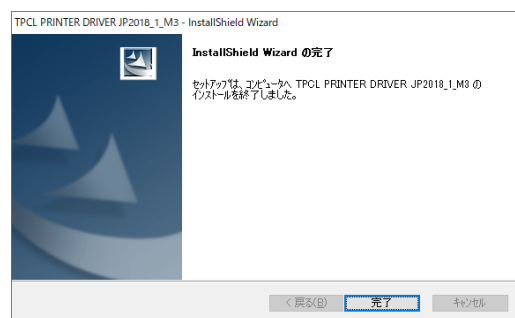 TPCL PRINTER DRIVER JP2018_1_M3 - InstallShield Wizard
InstallShield Wizard の完了
ｾｯﾄｱｯﾌﾟは、ｺﾝﾋﾟｭｰﾀへ TPCL PRINTER DRIVER JP2018_1_M3 の
ｲﾝｽﾄｰﾙを終了しました。
< 戻る(B)
完了
ｷｬﾝｾﾙ